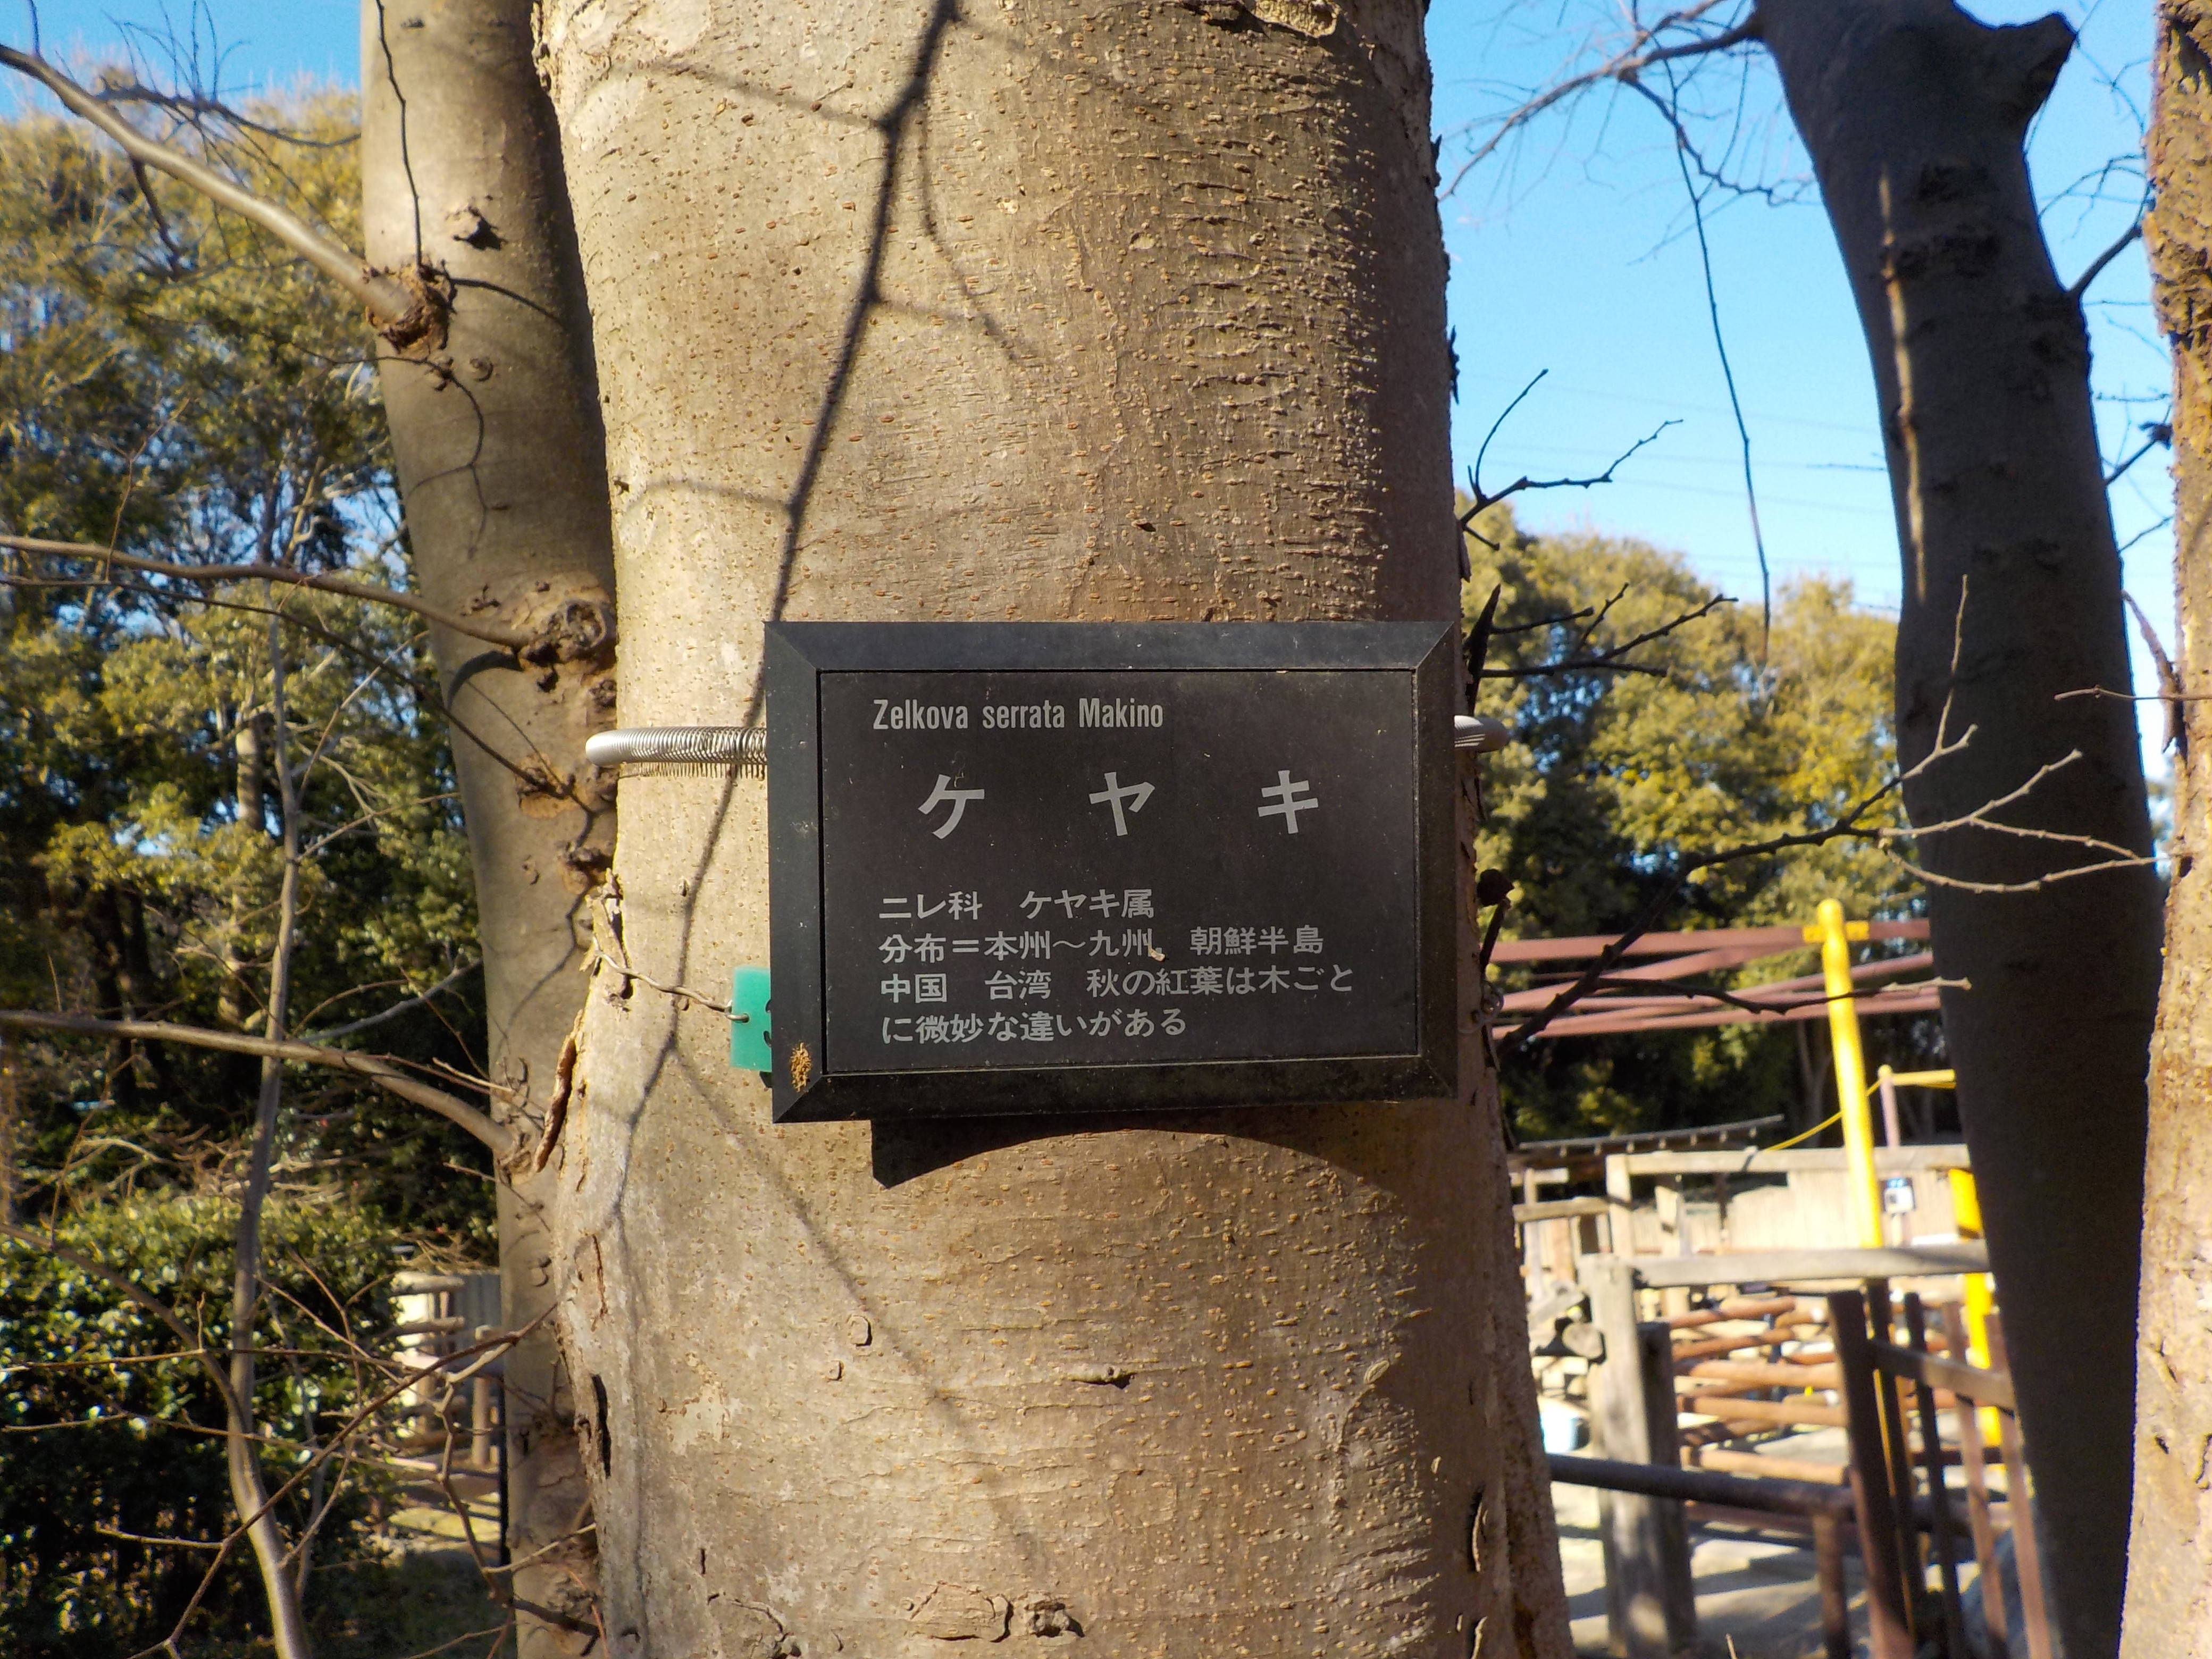 Zelkova serrata Makino
ケヤキ
ニレ科　ケヤキ属
分布＝本州〜九州　朝鮮半島
中国　台湾　秋の紅葉は木ごと
に微妙な違いがある